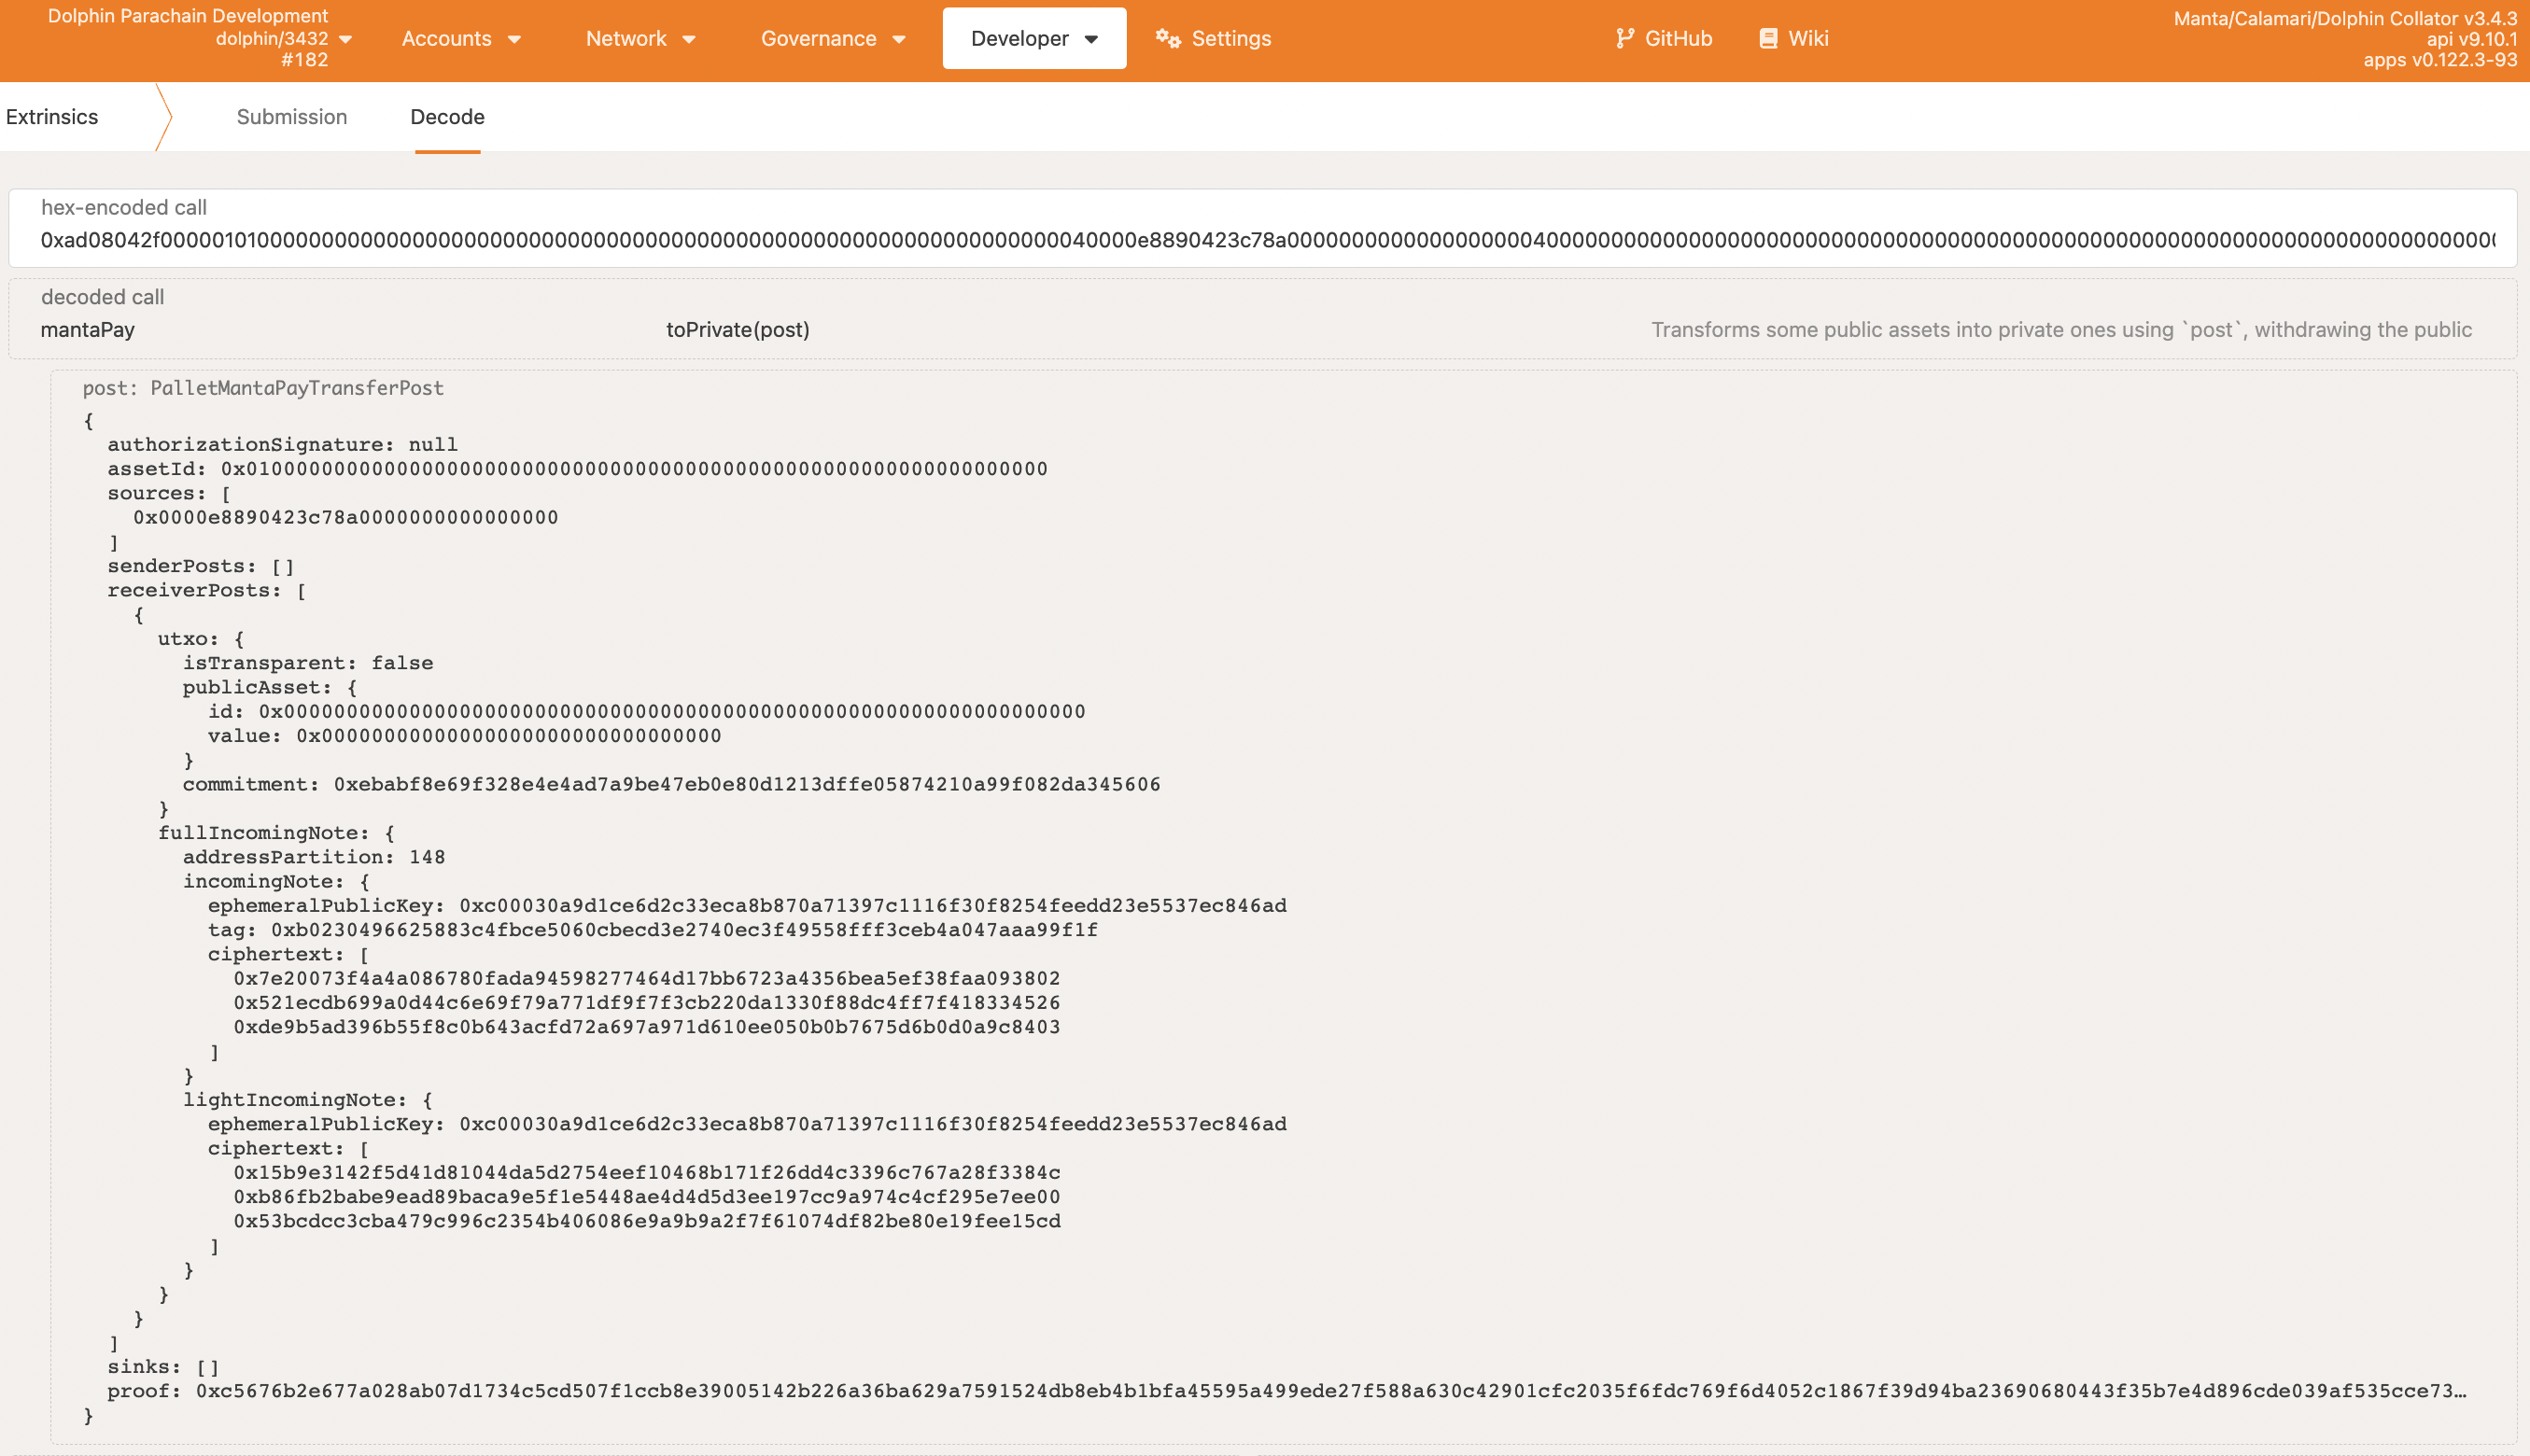 Dolphin Parachain Development
dolphin/3432
#182
Accounts
Network
Governance
Developer
Settings
GitHub
Wiki
Manta/Calamari/Dolphin Collator v3.4.3
api v9.10.1
apps v0.122.3-93
Extrinsics
Submission
Decode
hex-encoded call
0xad08042f0000010100000000000000000000000000000000000000000000000000000000000000040000e8890423c78a00000000000000000004000000000000000000000000000000000000000000000000000000000000000000000000
decoded call
mantaPay
toPrivate(post)
Transforms some public assets into private ones using `post`, withdrawing the public
post: PalletMantaPayTransferPost
{
authorizationSignature: null
assetId: 0x0100000000000000000000000000000000000000000000000000000000000000
sources: [
0x0000e8890423c78a0000000000000000
]
senderPosts: []
receiverPosts: [
{
utxo: {
isTransparent: false
publicAsset: {
id: 0x0000000000000000000000000000000000000000000000000000000000000000
value: 0x00000000000000000000000000000000
}
commitment: 0xebabf8e69f328e4e4ad7a9be47eb0e80d1213dffe05874210a99f082da345606
}
fullIncomingNote: {
addressPartition: 148
incomingNote: {
ephemeralPublicKey: 0xc00030a9d1ce6d2c33eca8b870a71397c1116f30f8254feedd23e5537ec846ad
tag: 0xb0230496625883c4fbce5060cbecd3e2740ec3f49558fff3ceb4a047aaa99f1f
ciphertext: [
0x7e20073f4a4a086780fada94598277464d17bb6723a4356bea5ef38faa093802
0x521ecdb699a0d44c6e69f79a771df9f7f3cb220da1330f88dc4ff7f418334526
0xde9b5ad396b55f8c0b643acfd72a697a971d610ee050b0b7675d6b0d0a9c8403
]
}
lightIncomingNote: {
ephemeralPublicKey: 0xc00030a9d1ce6d2c33eca8b870a71397c1116f30f8254feedd23e5537ec846ad
ciphertext: [
0x15b9e3142f5d41d81044da5d2754eef10468b171f26dd4c3396c767a28f3384c
0xb86fb2babe9ead89baca9e5f1e5448ae4d4d5d3ee197cc9a974c4cf295e7ee00
0x53bcdcc3cba479c996c2354b406086e9a9b9a2f7f61074df82be80e19fee15cd
]
}
}
}
]
sinks: []
proof: 0xc5676b2e677a028ab07d1734c5cd507f1ccb8e39005142b226a36ba629a7591524db8eb4b1bfa45595a499ede27f588a630c42901cfc2035f6fdc769f6d4052c1867f39d94ba23690680443f35b7e4d896cde039af535cce73…
}